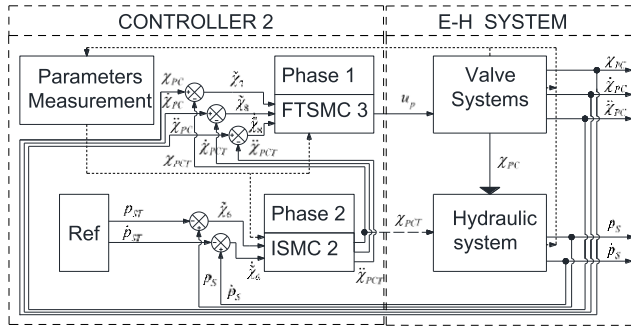 CONTROLLER 2
E-H SYSTEM
Parameters
Measurement
χ_PC
χ̇_PC
χ̈_PC
χ̃_7
χ̃_8
Phase 1
FTSMC 3
u_p
Valve
Systems
χ_PC
χ̇_PC
χ̈_PC
χ_PCT
χ̇_PCT
χ̈_PCT
χ_PC
Ref
p_ST
ṗ_ST
χ̃_6
Phase 2
ISMC 2
χ_PCT
Hydraulic
system
p_S
ṗ_S
p_S
ṗ_S
χ̈_PCT